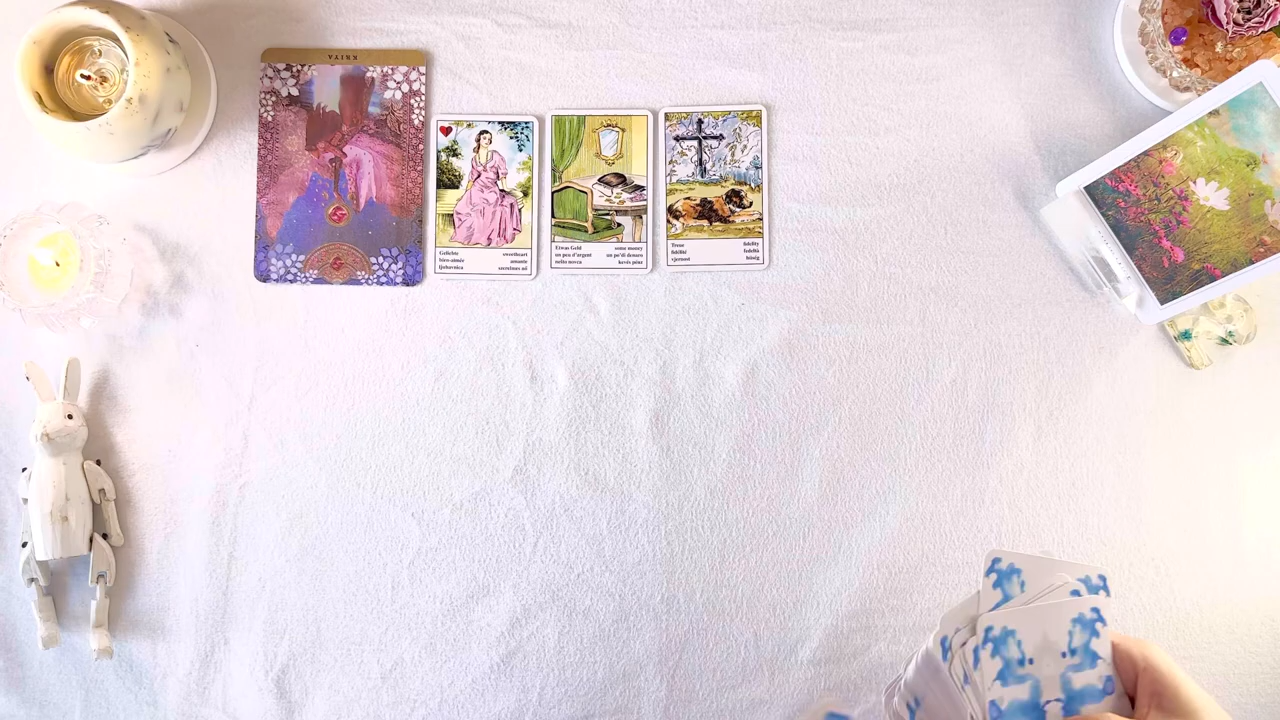 KRIYA
Geliebte sweetheart
bien-aimée amante
ljubavnica szerelmes nő
Etwas Geld some money
un peu d'argent un po'di denaro
nešto novca kevés pénz
Treue fidelity
fidélité fedeltà
vjernost hűség